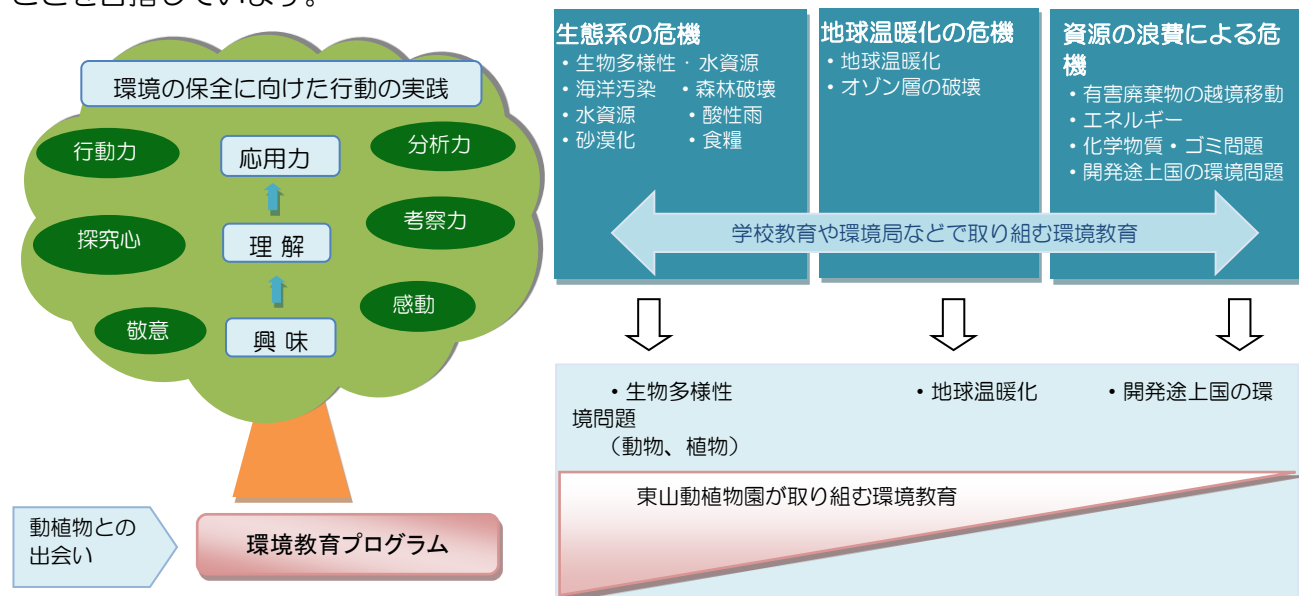 ことを目指しています。
環境の保全に向けた行動の実践
行動力
応用力
分析力
探究心
理 解
考察力
敬意
興 味
感動
動植物との
出会い
環境教育プログラム
生態系の危機
・生物多様性・水資源
・海洋汚染 ・森林破壊
・水資源 ・酸性雨
・砂漠化 ・食糧
地球温暖化の危機
・地球温暖化
・オゾン層の破壊
資源の浪費による危
機
・有害廃棄物の越境移動
・エネルギー
・化学物質・ゴミ問題
・開発途上国の環境問題
学校教育や環境局などで取り組む環境教育
・生物多様性 ・地球温暖化 ・開発途上国の環
境問題
（動物、植物）
東山動植物園が取り組む環境教育